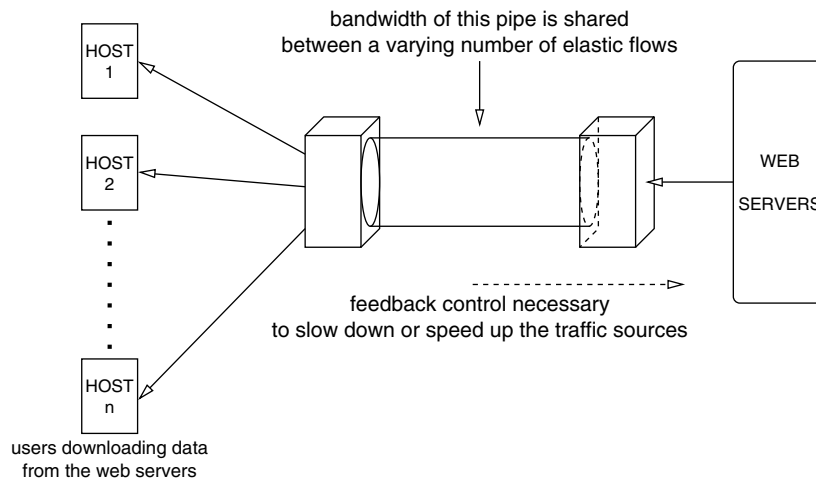 bandwidth of this pipe is shared
between a varying number of elastic flows
HOST
1
HOST
2
HOST
n
WEB
SERVERS
feedback control necessary
to slow down or speed up the traffic sources
users downloading data
from the web servers